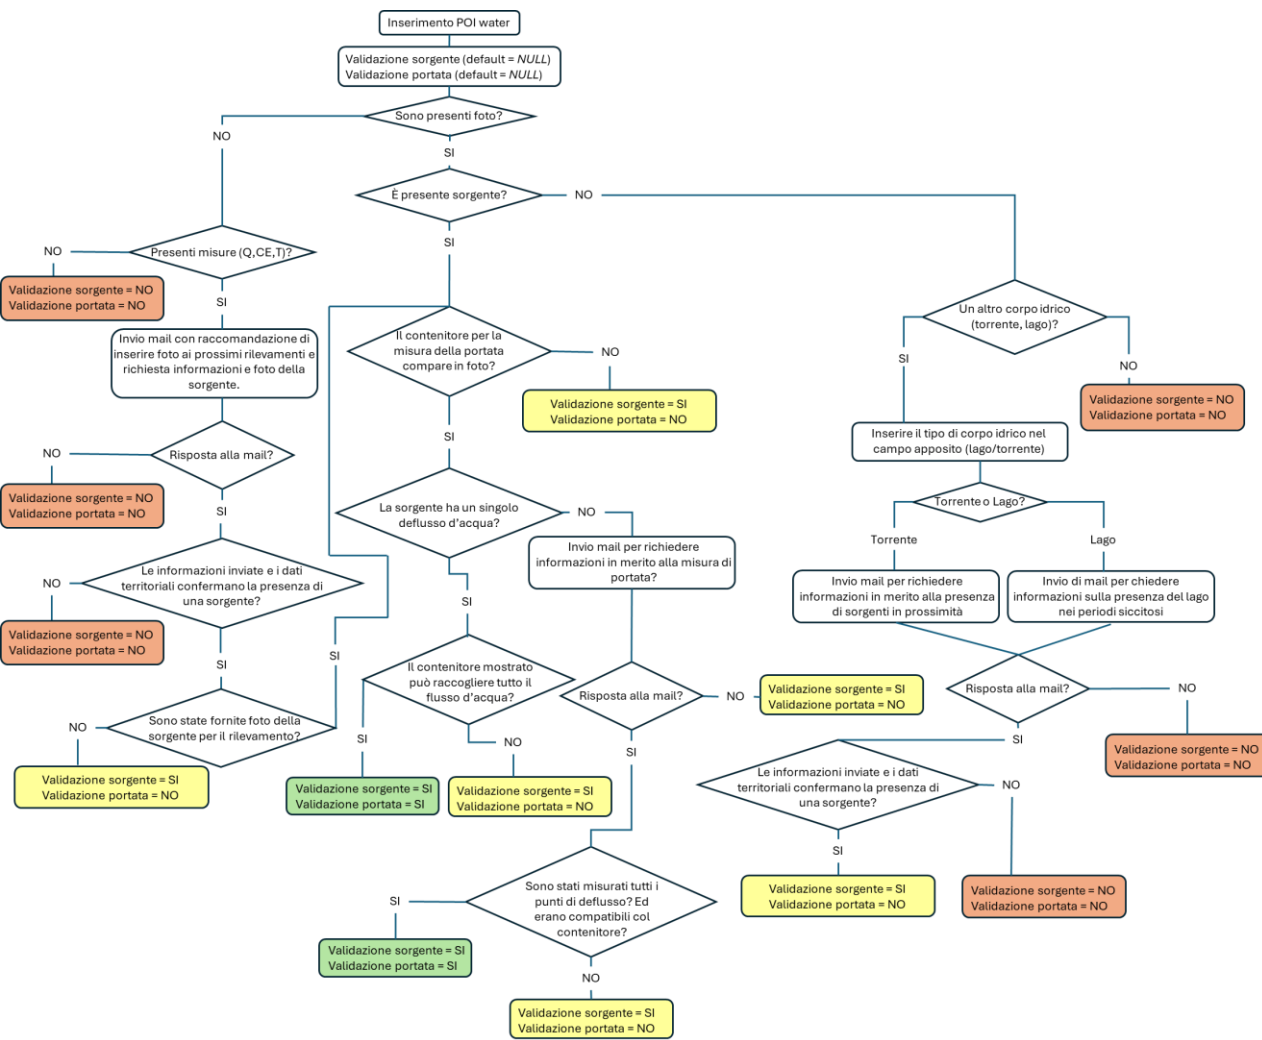 Inserimento POI water
Validazione sorgente (default = NULL)
Validazione portata (default = NULL)
Sono presenti foto?
NO
SI
È presente sorgente?
NO
SI
Presenti misure (Q,CE,T)?
NO
Validazione sorgente = NO
Validazione portata = NO
SI
Invio mail con raccomandazione di
inserire foto ai prossimi rilevamenti e
richiesta informazioni e foto della
sorgente.
Risposta alla mail?
NO
Validazione sorgente = NO
Validazione portata = NO
SI
Le informazioni inviate e i dati
territoriali confermano la presenza di
una sorgente?
NO
Validazione sorgente = NO
Validazione portata = NO
SI
Sono state fornite foto della
sorgente per il rilevamento?
NO
Validazione sorgente = SI
Validazione portata = NO
SI
Il contenitore per la
misura della portata
compare in foto?
NO
Validazione sorgente = SI
Validazione portata = NO
SI
La sorgente ha un singolo
deflusso d'acqua?
NO
Invio mail per richiedere
informazioni in merito alla misura di
portata?
SI
Il contenitore mostrato
può raccogliere tutto il
flusso d'acqua?
SI
Validazione sorgente = SI
Validazione portata = SI
NO
Validazione sorgente = SI
Validazione portata = NO
Risposta alla mail?
NO
Validazione sorgente = SI
Validazione portata = NO
SI
Sono stati misurati tutti i
punti di deflusso? Ed
erano compatibili col
contenitore?
SI
Validazione sorgente = SI
Validazione portata = SI
NO
Validazione sorgente = SI
Validazione portata = NO
Un altro corpo idrico
(torrente, lago)?
SI
NO
Validazione sorgente = NO
Validazione portata = NO
Inserire il tipo di corpo idrico nel
campo apposito (lago/torrente)
Torrente o Lago?
Torrente
Lago
Invio mail per richiedere
informazioni in merito alla presenza
di sorgenti in prossimità
Invio di mail per chiedere
informazioni sulla presenza del lago
nei periodi siccitosi
Risposta alla mail?
NO
Validazione sorgente = NO
Validazione portata = NO
SI
Le informazioni inviate e i dati
territoriali confermano la presenza di
una sorgente?
NO
SI
Validazione sorgente = SI
Validazione portata = NO
Validazione sorgente = NO
Validazione portata = NO